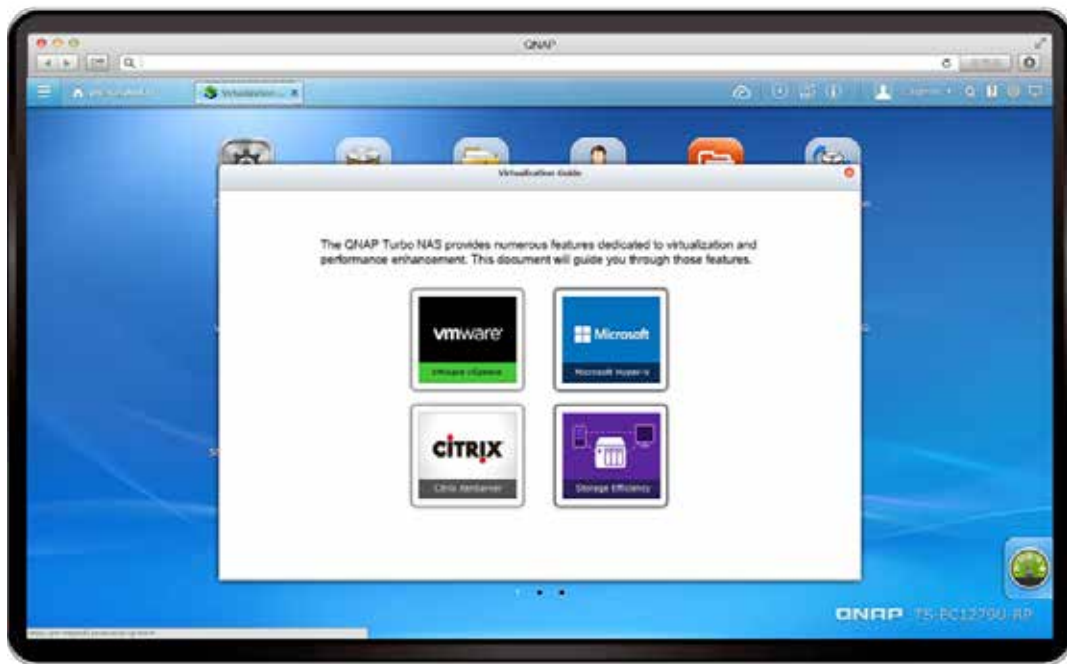 QNAP
Virtualization ...
Virtualization Guide
The QNAP Turbo NAS provides numerous features dedicated to virtualization and
performance enhancement. This document will guide you through those features.
vmware
VMware vSphere
Microsoft
Microsoft Hyper-V
CITRIX
Citrix XenServer
Storage Efficiency
QNAP TS-EC1279U-RP